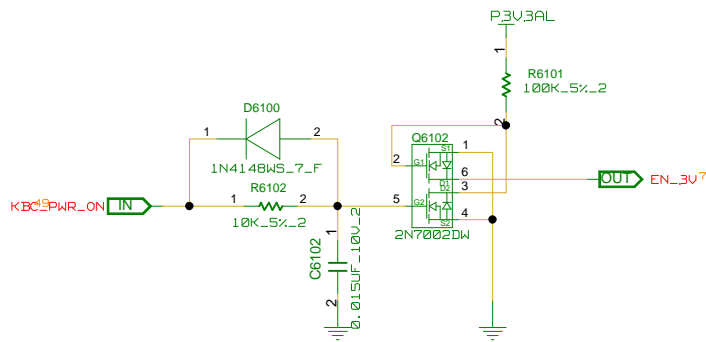 P3V3AL
1
R6101
100K_5%_2
2
D6100
1
2
1N4148WS_7_F
Q6102
S1
1
2
G1
6
D1
OUT
EN_3V
7
D2
3
R6102
KBC_PWR_ON
49
IN
1
2
5
G2
10K_5%_2
4
S2
2N7002DW
1
C6102
0.015UF_10V_2
2